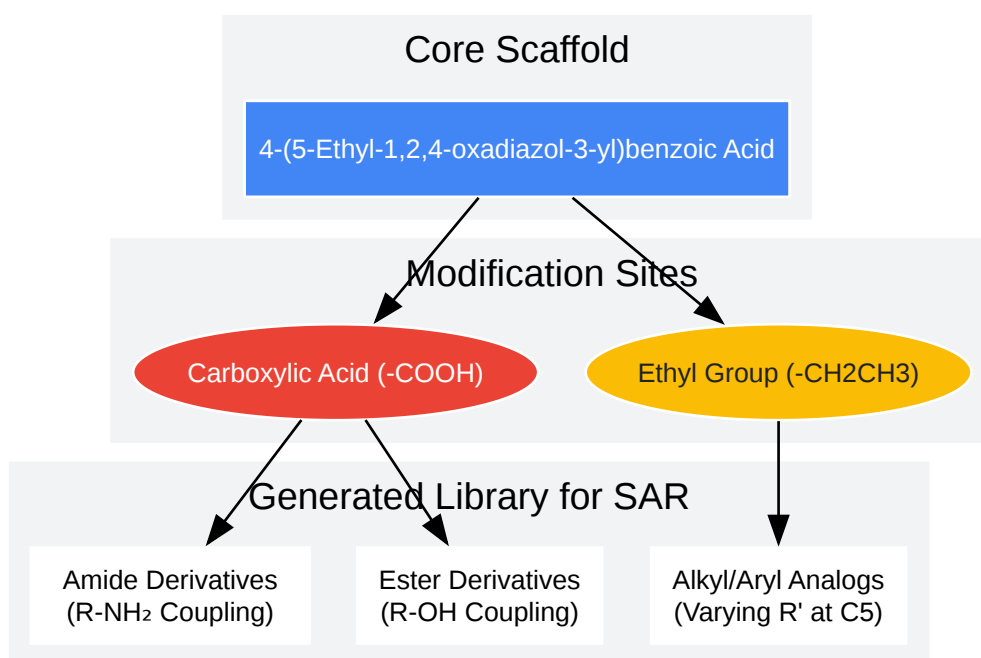 Core Scaffold
4-(5-Ethyl-1,2,4-oxadiazol-3-yl)benzoic Acid
Modification Sites
Carboxylic Acid (-COOH)
Ethyl Group (-CH2CH3)
Generated Library for SAR
Amide Derivatives
(R-NH₂ Coupling)
Ester Derivatives
(R-OH Coupling)
Alkyl/Aryl Analogs
(Varying R' at C5)